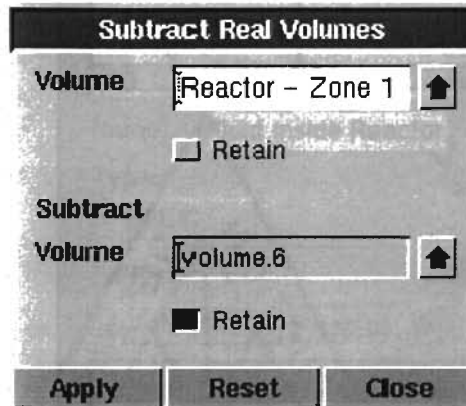 Subtract Real Volumes
Volume Reactor - Zone 1
Retain
Subtract
Volume volume.6
Retain
Apply Reset Close